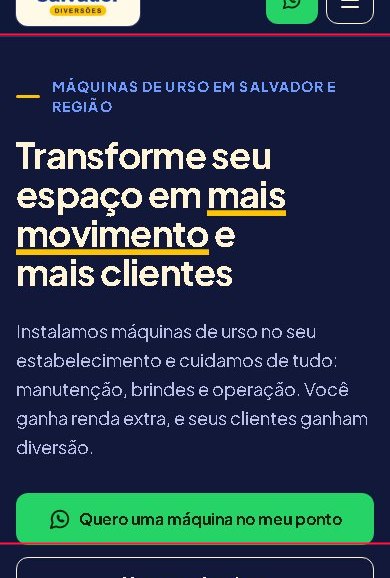 DIVERSÕES
MÁQUINAS DE URSO EM SALVADOR E
REGIÃO
Transforme seu
espaço em mais
movimento e
mais clientes
Instalamos máquinas de urso no seu
estabelecimento e cuidamos de tudo:
manutenção, brindes e operação. Você
ganha renda extra, e seus clientes ganham
diversão.
Quero uma máquina no meu ponto